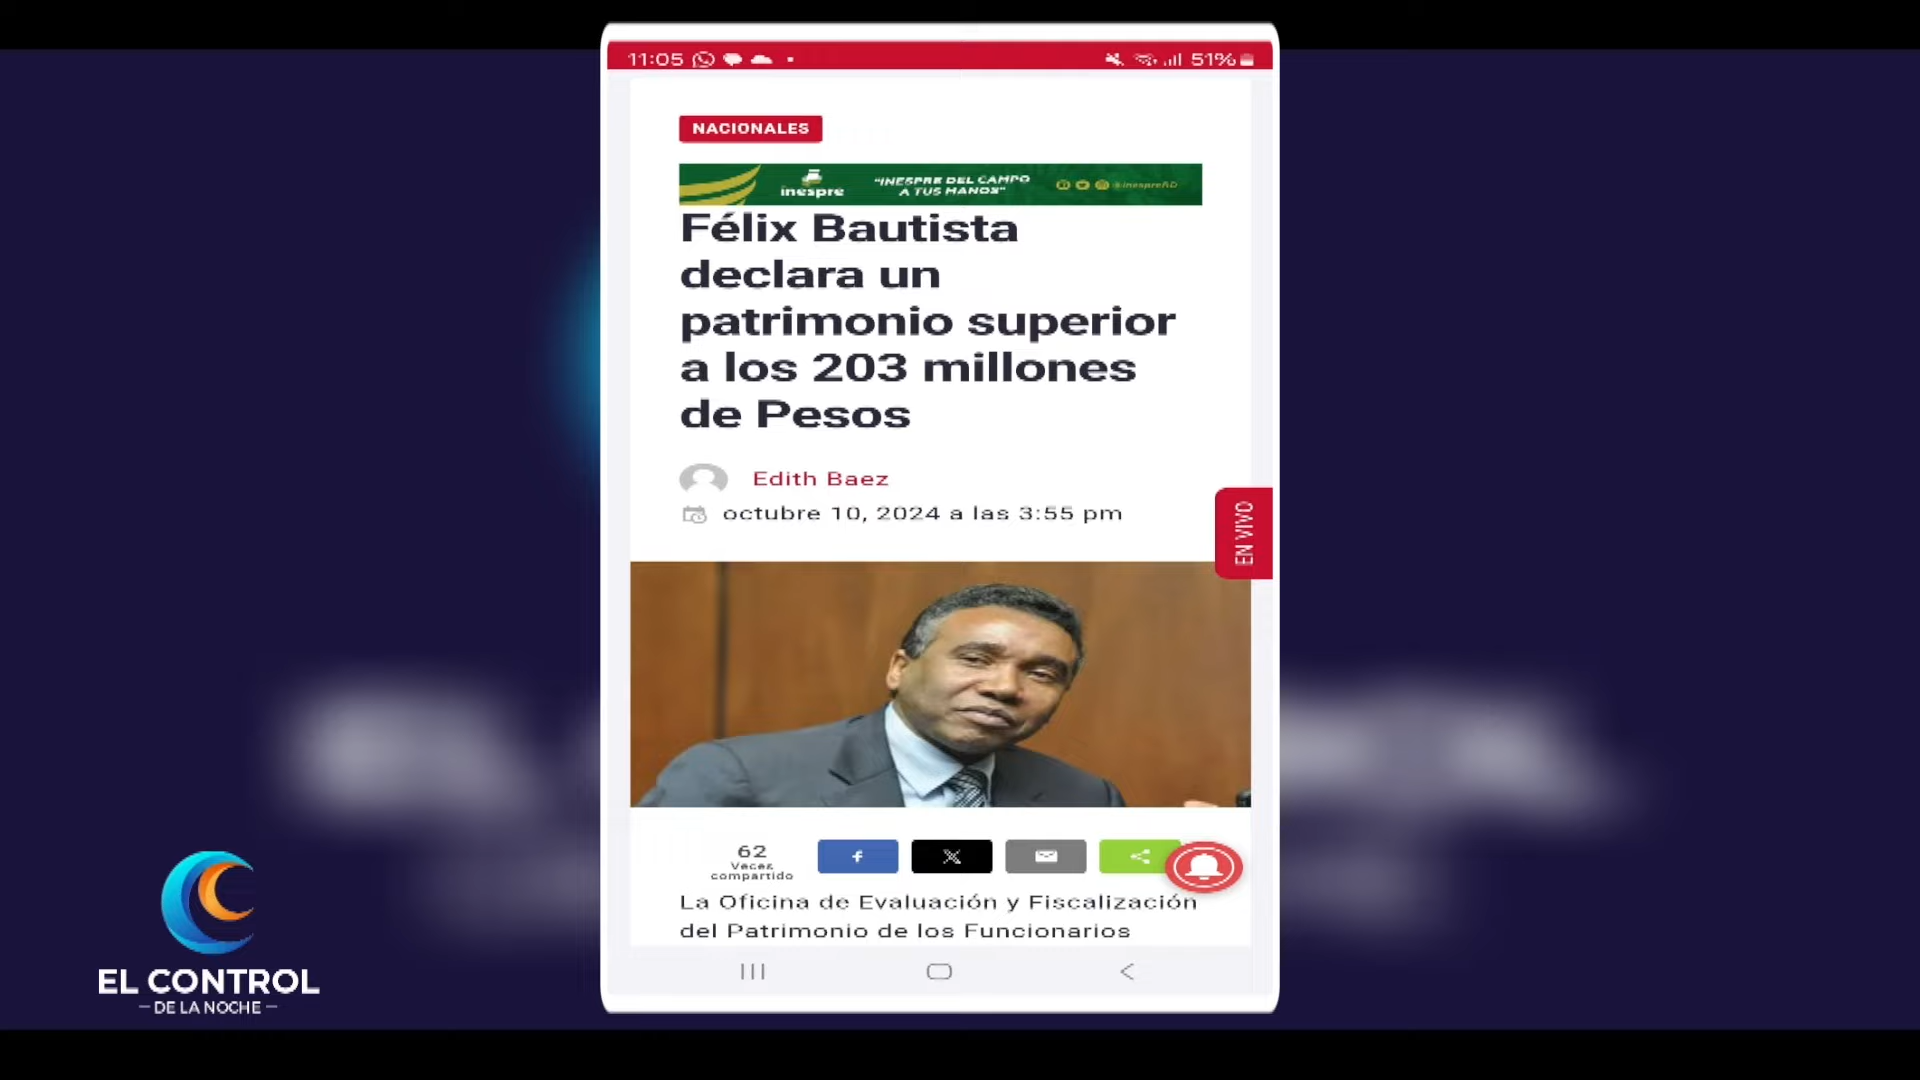 11:05
51%
NACIONALES
inespre
"INESPRE DEL CAMPO
A TUS MANOS"
@inespreRD
Félix Bautista
declara un
patrimonio superior
a los 203 millones
de Pesos
Edith Baez
octubre 10, 2024 a las 3:55 pm
EN VIVO
62
Veces
compartido
La Oficina de Evaluación y Fiscalización
del Patrimonio de los Funcionarios
EL CONTROL
DE LA NOCHE